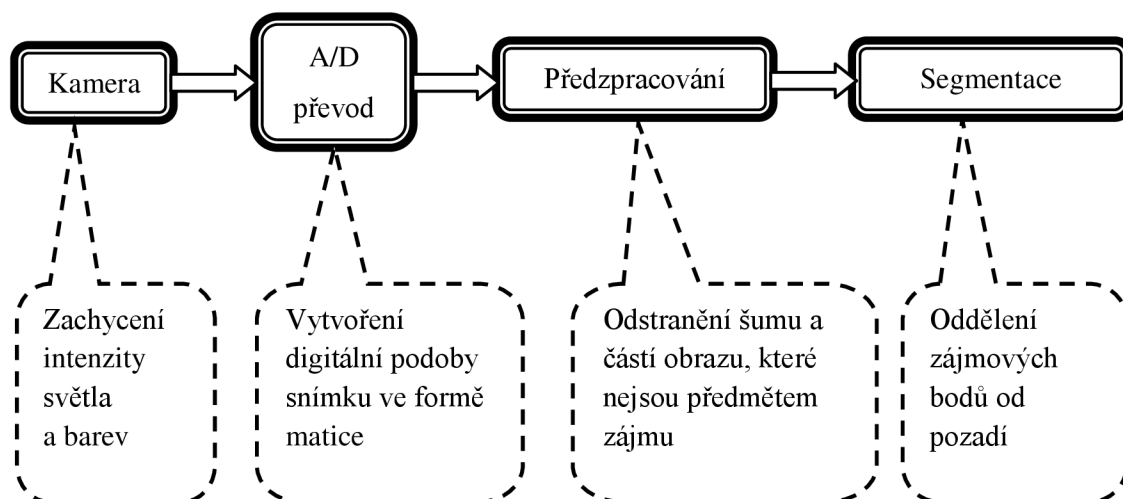 Kamera
A/D
převod
Předzpracování
Segmentace
Zachycení
intenzity
světla
a barev
Vytvoření
digitální podoby
snímku ve formě
matice
Odstranění šumu a
částí obrazu, které
nejsou předmětem
zájmu
Oddělení
zájmových
bodů od
pozadí